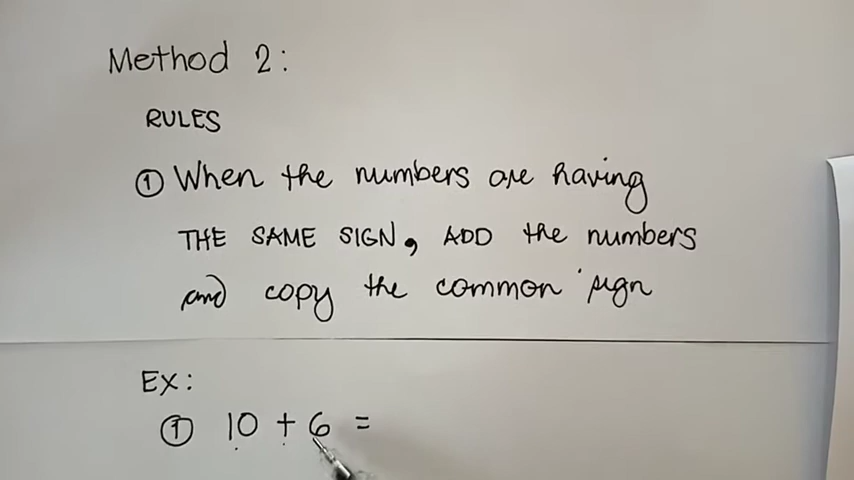 Method 2:
RULES
① When the numbers are having
THE SAME SIGN, ADD the numbers
and copy the common sign
EX:
① 10 + 6 =